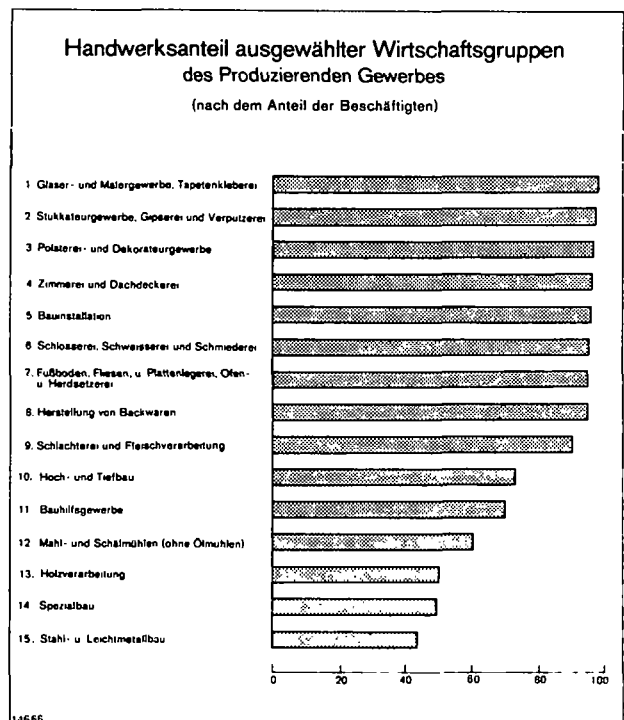 Handwerksanteil ausgewählter Wirtschaftsgruppen
des Produzierenden Gewerbes
(nach dem Anteil der Beschäftigten)
1 Glaser- und Malergewerbe, Tapetenkleberei
2 Stukkateurgewerbe, Gipserei und Verputzerei
3 Polsterei- und Dekorateurgewerbe
4 Zimmerei und Dachdeckerei
5 Bauinstallation
6 Schlosserei, Schweisserei und Schmiederei
7. Fußboden, Fliesen, u. Plattenlegerei, Ofen-
u Herdsetzerei
8. Herstellung von Backwaren
9. Schlachterei und Fleischverarbeitung
10. Hoch- und Tiefbau
11 Bauhilfsgewerbe
12 Mahl- und Schälmühlen (ohne Ölmuhlen)
13. Holzverarbeitung
14 Spezialbau
15. Stahl- u Leichtmetallbau
0 20 40 60 80 100